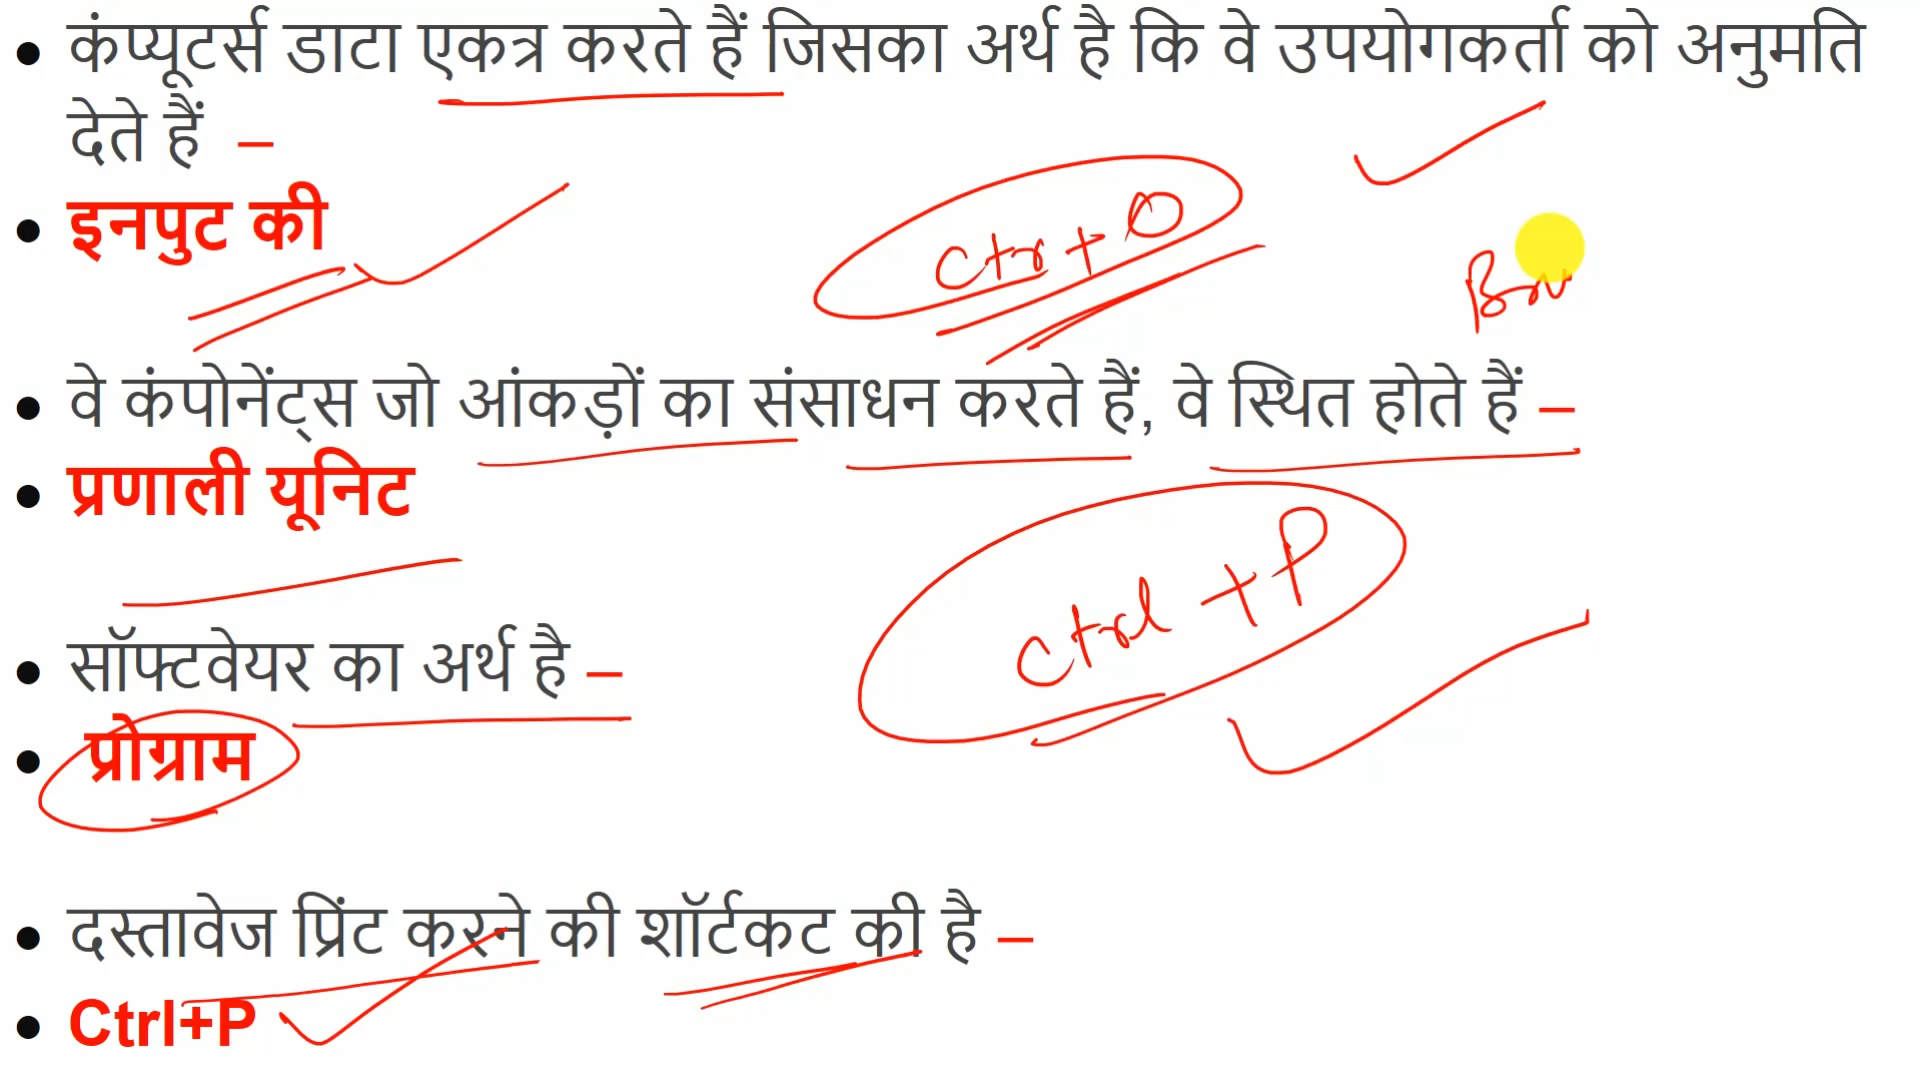 • कंप्यूटर्स डाटा एकत्र करते हैं जिसका अर्थ है कि वे उपयोगकर्ता को अनुमति
देते हैं –
• इनपुट की
Ctr + O
• वे कंपोनेंट्स जो आंकड़ों का संसाधन करते हैं, वे स्थित होते हैं –
• प्रणाली यूनिट
Ctrl + P
• सॉफ्टवेयर का अर्थ है –
• प्रोग्राम
• दस्तावेज प्रिंट करने की शॉर्टकट की है –
• Ctrl+P